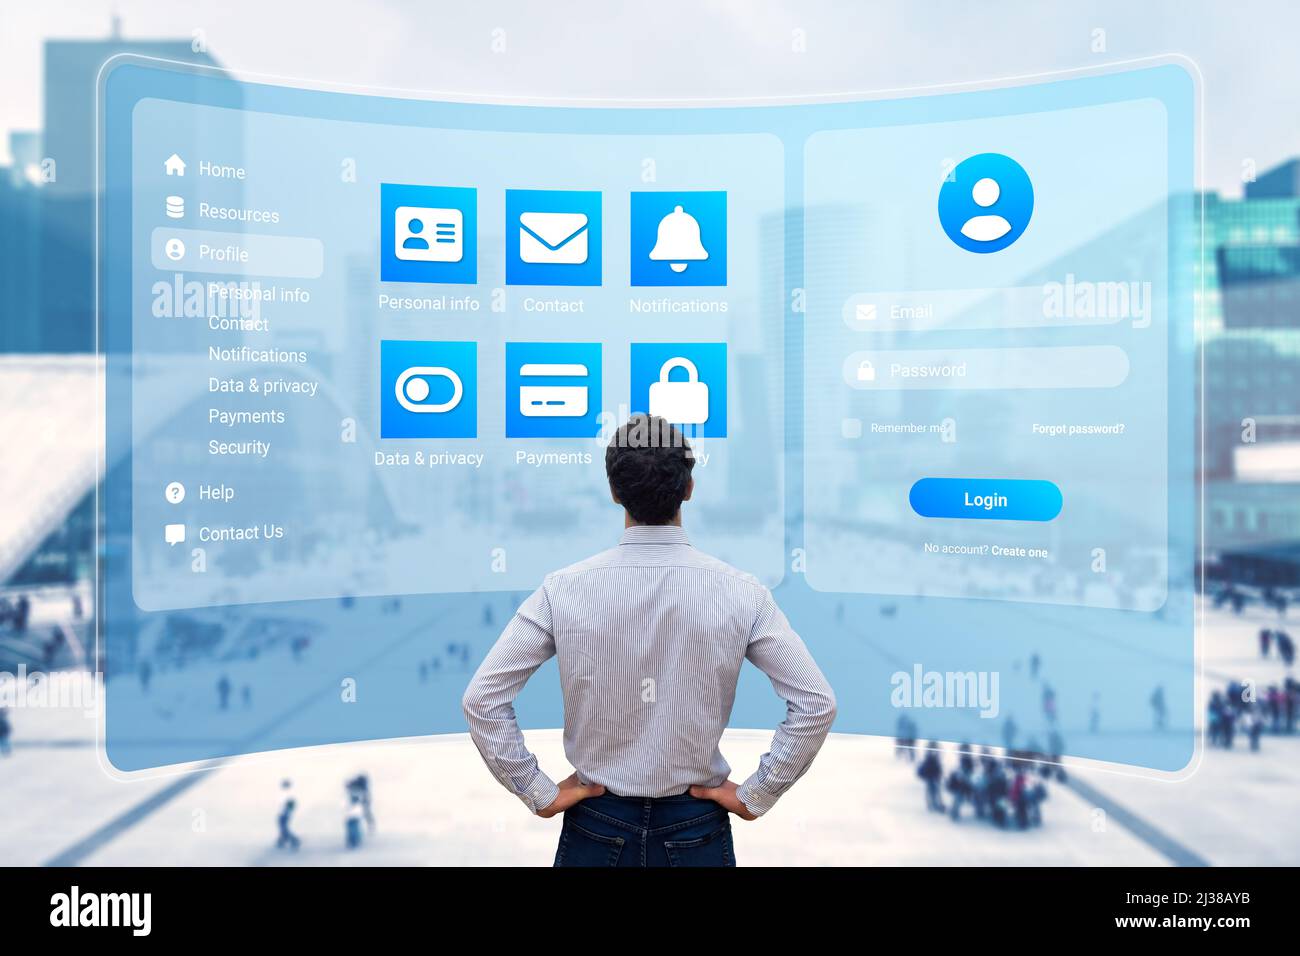 Home
Resources
Profile
Personal info
Contact
Notifications
Data & privacy
Payments
Security
Help
Contact Us
Personal info
Contact
Notifications
Data & privacy
Payments
Email
Password
Remember me
Forgot password?
Login
No account? Create one
alamy
alamy
alamy
alamy
Image ID: 2J38AYB
www.alamy.com